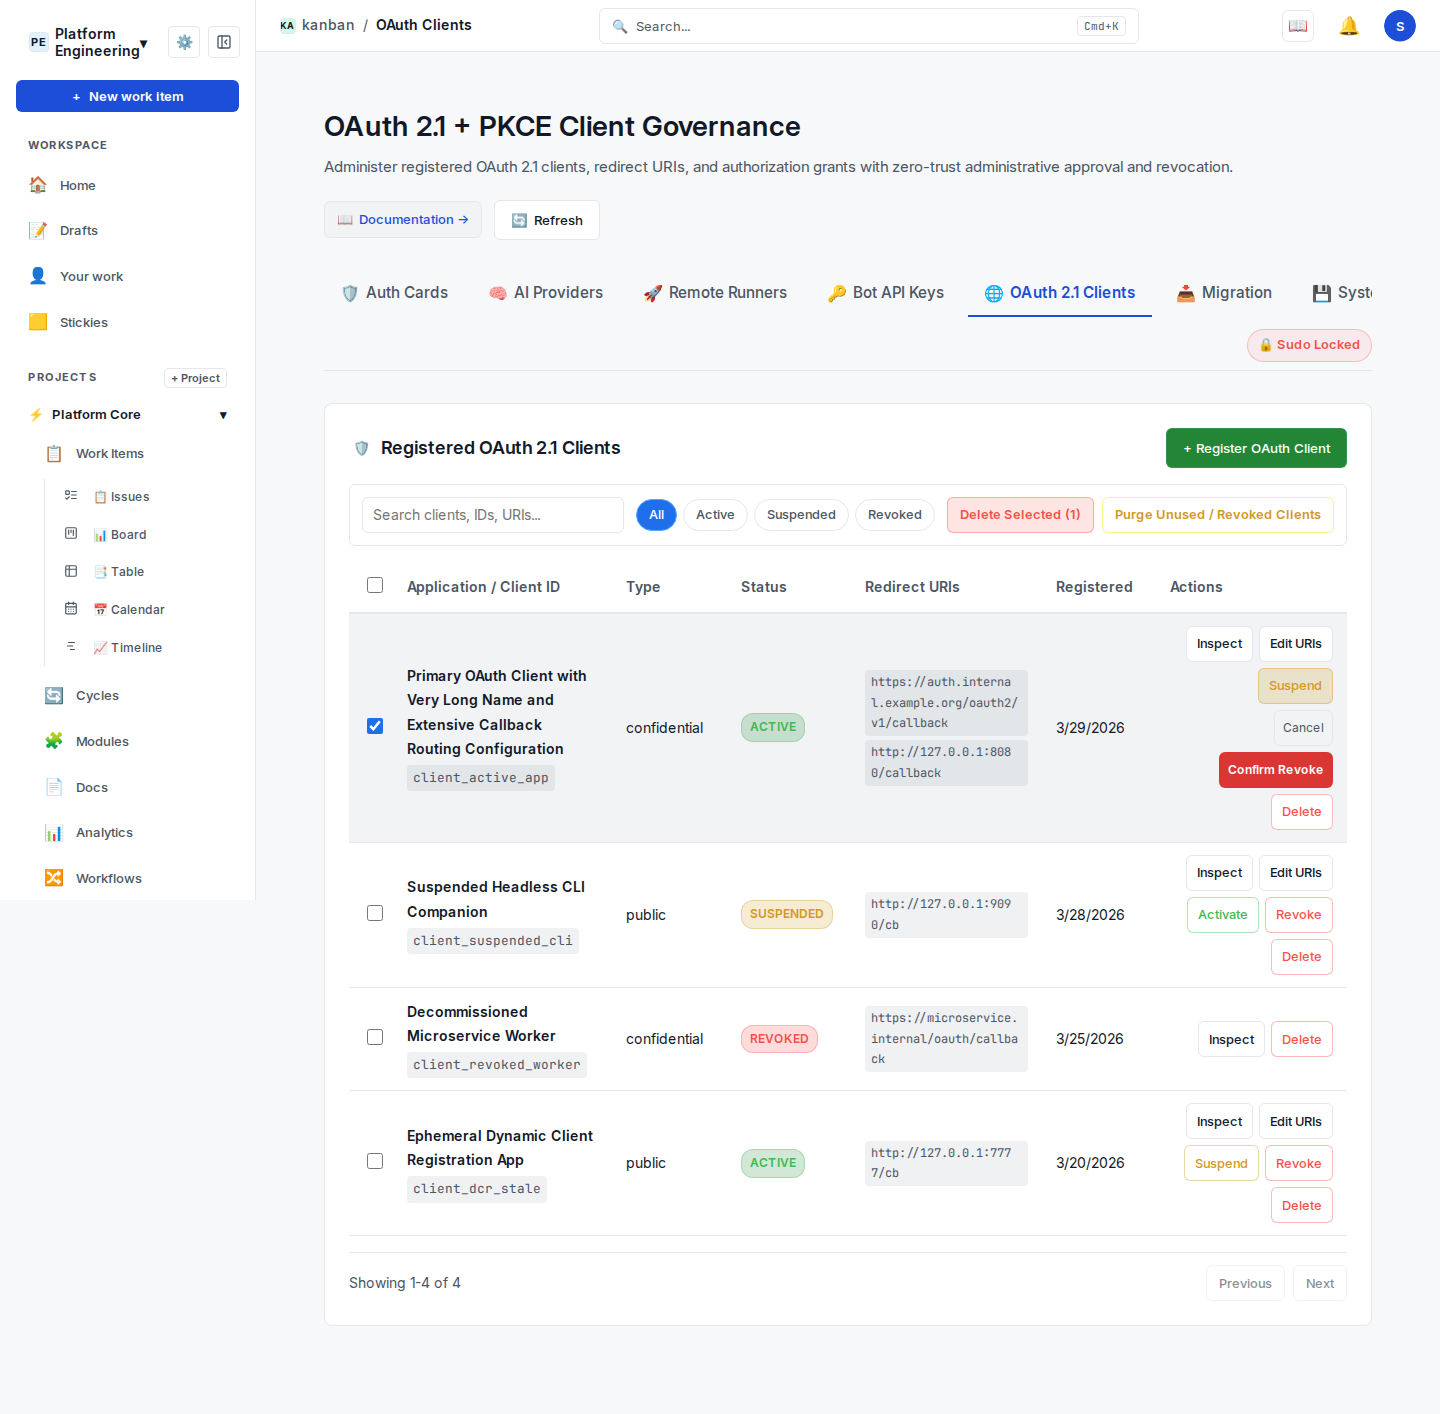 PE
Platform
Engineering ▾
+ New work item
WORKSPACE
Home
Drafts
Your work
Stickies
PROJECTS
+ Project
Platform Core ▾
Work Items
Issues
Board
Table
Calendar
Timeline
Cycles
Modules
Docs
Analytics
Workflows
KA kanban / OAuth Clients
Search...
Cmd+K
S
OAuth 2.1 + PKCE Client Governance
Administer registered OAuth 2.1 clients, redirect URIs, and authorization grants with zero-trust administrative approval and revocation.
Documentation →
Refresh
Auth Cards
AI Providers
Remote Runners
Bot API Keys
OAuth 2.1 Clients
Migration
Sudo Locked
Registered OAuth 2.1 Clients
+ Register OAuth Client
Search clients, IDs, URIs...
All
Active
Suspended
Revoked
Delete Selected (1)
Purge Unused / Revoked Clients
Application / Client ID
Type
Status
Redirect URIs
Registered
Actions
Primary OAuth Client with
Very Long Name and
Extensive Callback
Routing Configuration
client_active_app
confidential
ACTIVE
https://auth.interna
l.example.org/oauth2/
v1/callback
http://127.0.0.1:808
0/callback
3/29/2026
Inspect
Edit URIs
Suspend
Cancel
Confirm Revoke
Delete
Suspended Headless CLI
Companion
client_suspended_cli
public
SUSPENDED
http://127.0.0.1:909
0/cb
3/28/2026
Inspect
Edit URIs
Activate
Revoke
Delete
Decommissioned
Microservice Worker
client_revoked_worker
confidential
REVOKED
https://microservice.
internal/oauth/callba
ck
3/25/2026
Inspect
Delete
Ephemeral Dynamic Client
Registration App
client_dcr_stale
public
ACTIVE
http://127.0.0.1:777
7/cb
3/20/2026
Inspect
Edit URIs
Suspend
Revoke
Delete
Showing 1-4 of 4
Previous
Next